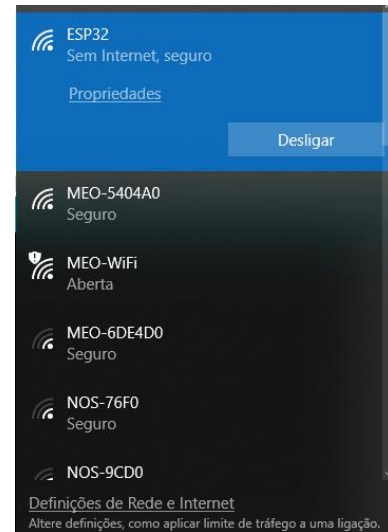 ESP32
Sem Internet, seguro
Propriedades
Desligar
MEO-5404A0
Seguro
MEO-WiFi
Aberta
MEO-6DE4D0
Seguro
NOS-76F0
Seguro
NOS-9CD0
Definições de Rede e Internet
Altere definições, como aplicar limite de tráfego a uma ligação.